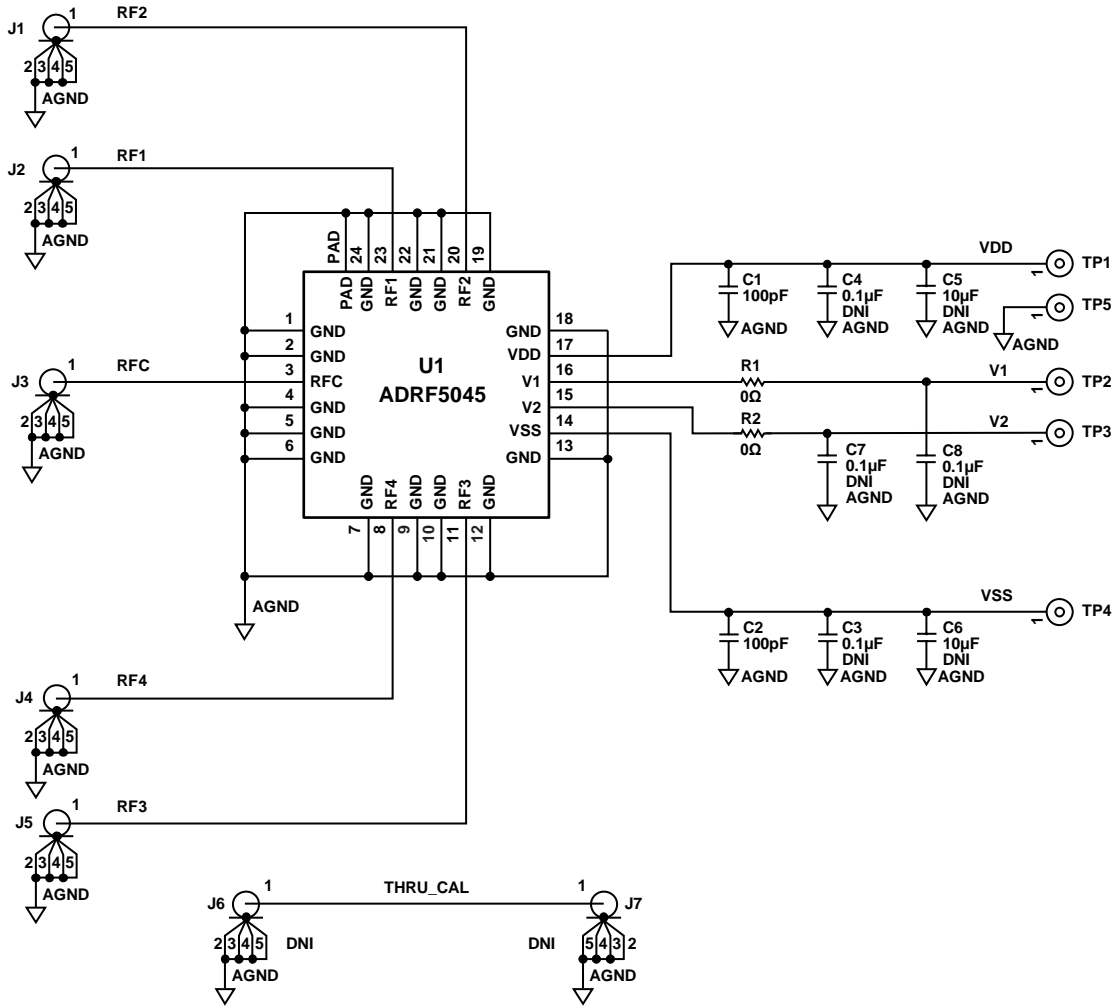 J1
1
RF2
2 3 4 5
AGND
J2
1
RF1
2 3 4 5
AGND
PAD
24
23
22
21
20
19
PAD
GND
RF1
GND
GND
RF2
GND
VDD
TP1
1
C1
100pF
AGND
C4
0.1µF
DNI
AGND
C5
10µF
DNI
AGND
TP5
1
AGND
1
GND
2
GND
3
RFC
4
GND
5
GND
6
GND
U1
ADRF5045
GND
18
VDD
17
V1
16
V2
15
VSS
14
GND
13
J3
1
RFC
2 3 4 5
AGND
R1
0Ω
V1
TP2
1
R2
0Ω
V2
TP3
1
C7
0.1µF
DNI
AGND
C8
0.1µF
DNI
AGND
GND
RF4
GND
GND
RF3
GND
7
8
9
10
11
12
AGND
VSS
TP4
1
C2
100pF
AGND
C3
0.1µF
DNI
AGND
C6
10µF
DNI
AGND
J4
1
RF4
2 3 4 5
AGND
J5
1
RF3
2 3 4 5
AGND
J6
1
THRU_CAL
1
J7
2 3 4 5
DNI
DNI
5 4 3 2
AGND
AGND